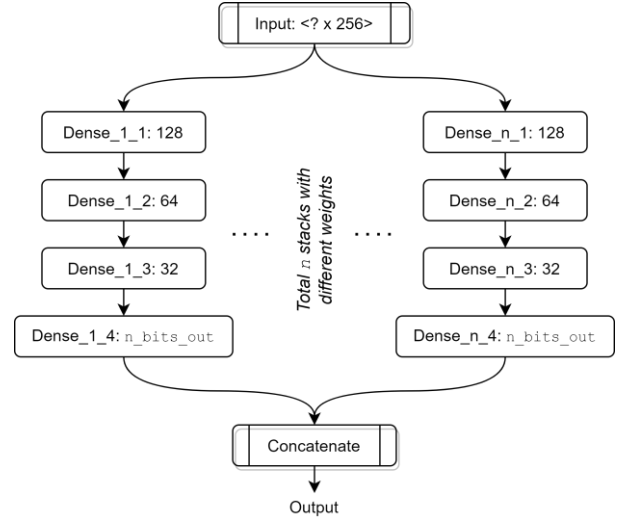 Input: <? x 256>
Dense_1_1: 128
Dense_n_1: 128
Dense_1_2: 64
Dense_n_2: 64
....
Total n stacks with
different weights
....
Dense_1_3: 32
Dense_n_3: 32
Dense_1_4: n_bits_out
Dense_n_4: n_bits_out
Concatenate
Output